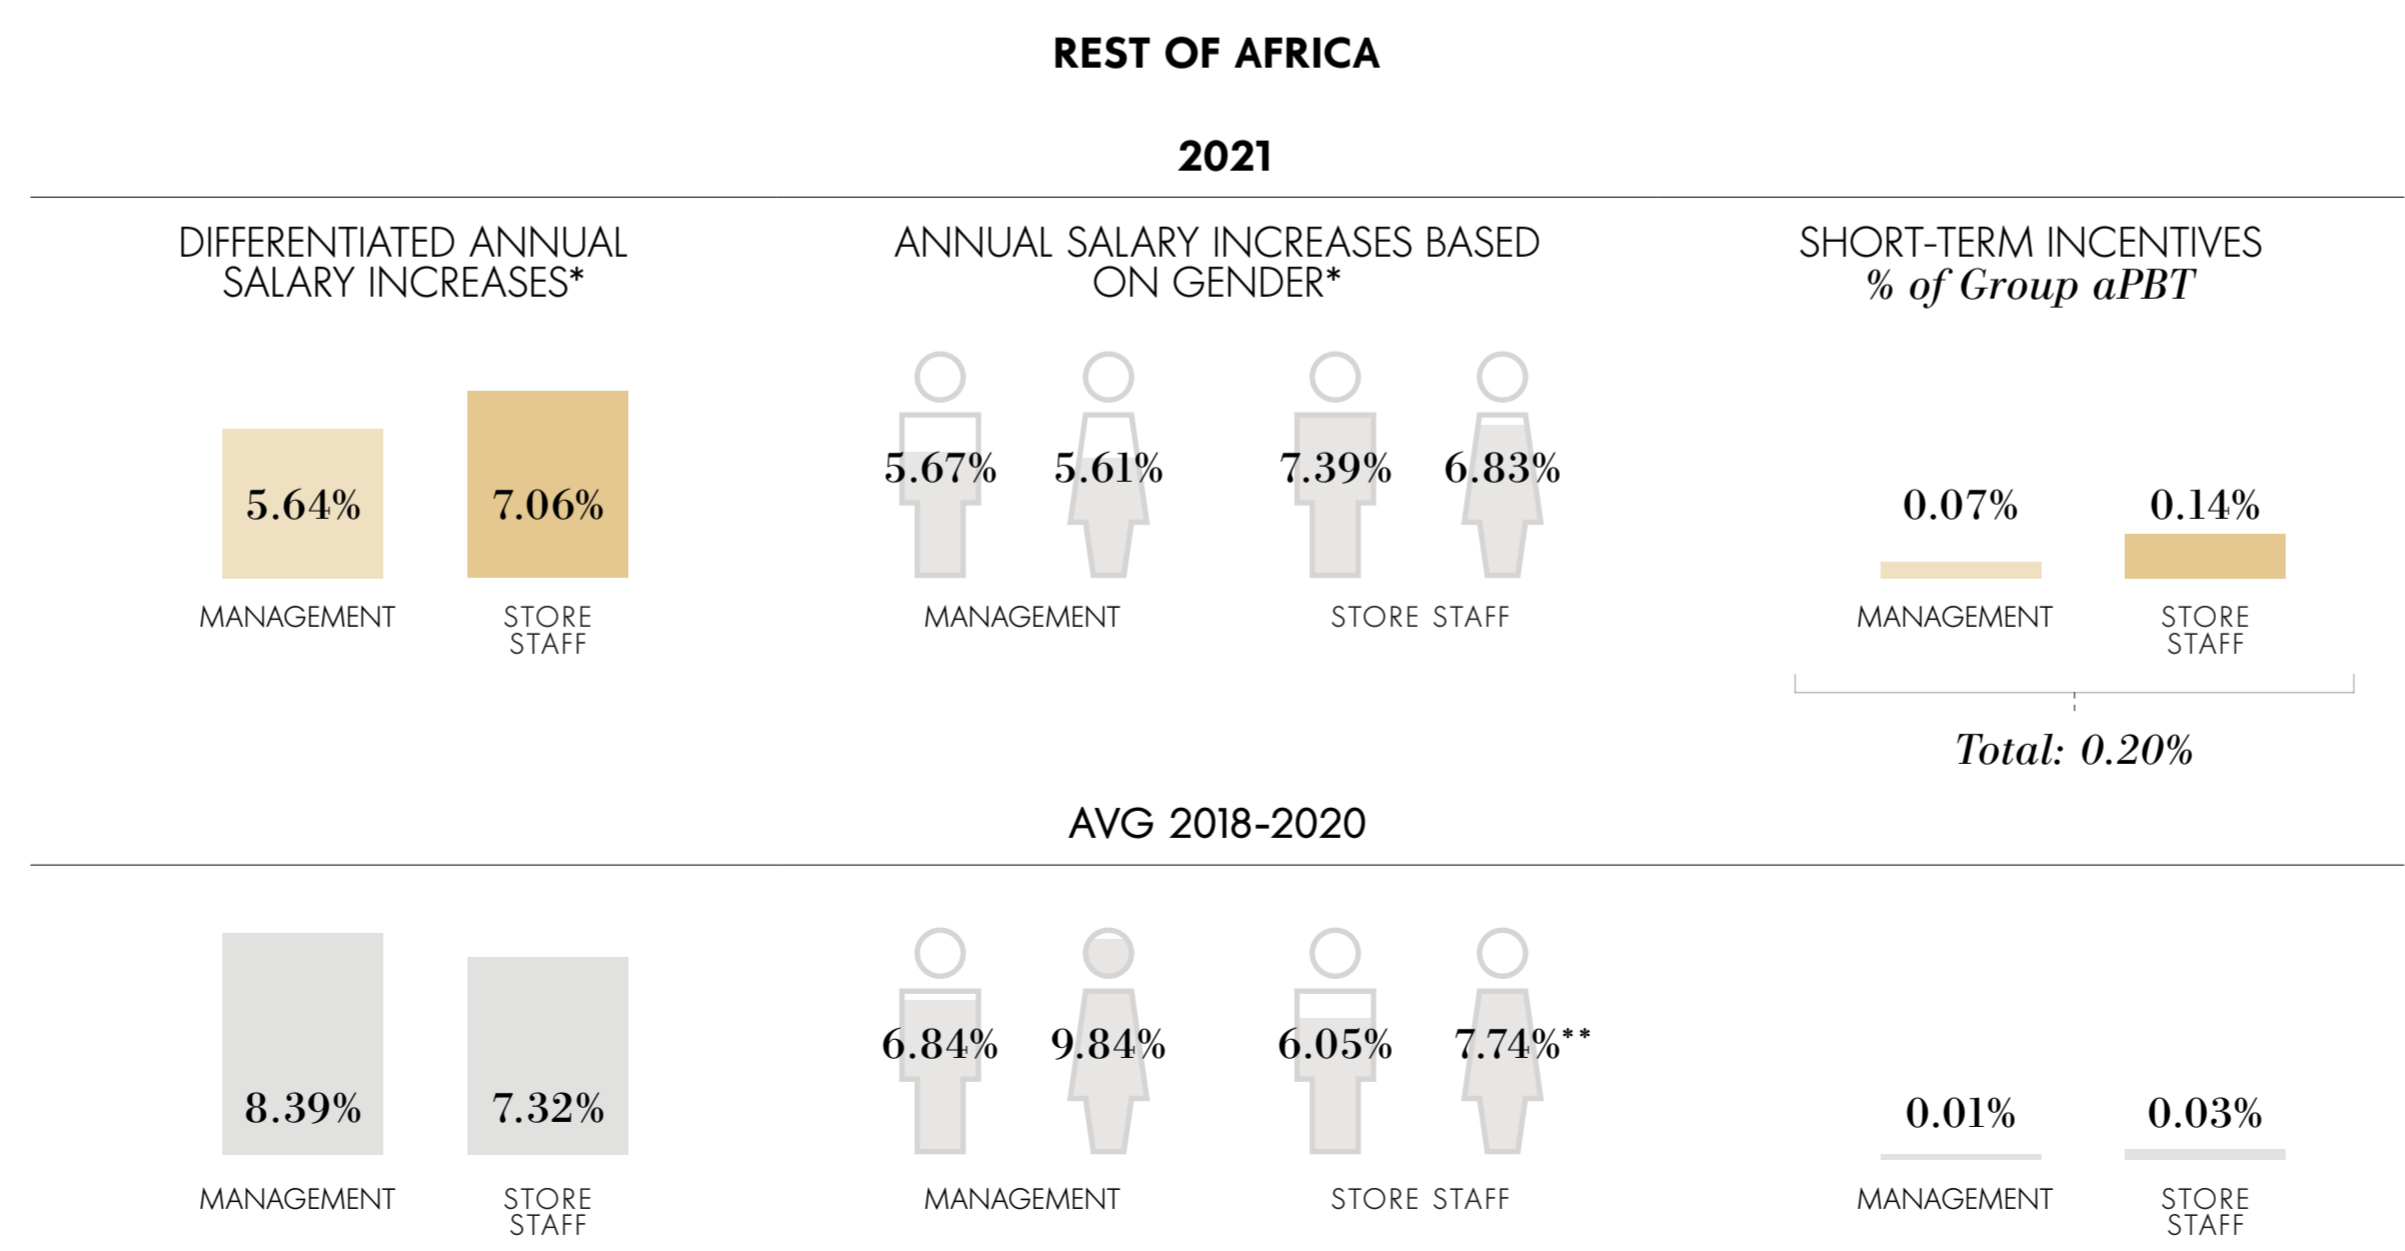 REST OF AFRICA
2021
DIFFERENTIATED ANNUAL
SALARY INCREASES*
ANNUAL SALARY INCREASES BASED
ON GENDER*
SHORT-TERM INCENTIVES
% of Group aPBT
5.64%
7.06%
MANAGEMENT
STORE
STAFF
5.67%
5.61%
7.39%
6.83%
MANAGEMENT
STORE STAFF
0.07%
0.14%
MANAGEMENT
STORE
STAFF
Total: 0.20%
AVG 2018-2020
8.39%
7.32%
MANAGEMENT
STORE
STAFF
6.84%
9.84%
6.05%
7.74%**
MANAGEMENT
STORE STAFF
0.01%
0.03%
MANAGEMENT
STORE
STAFF